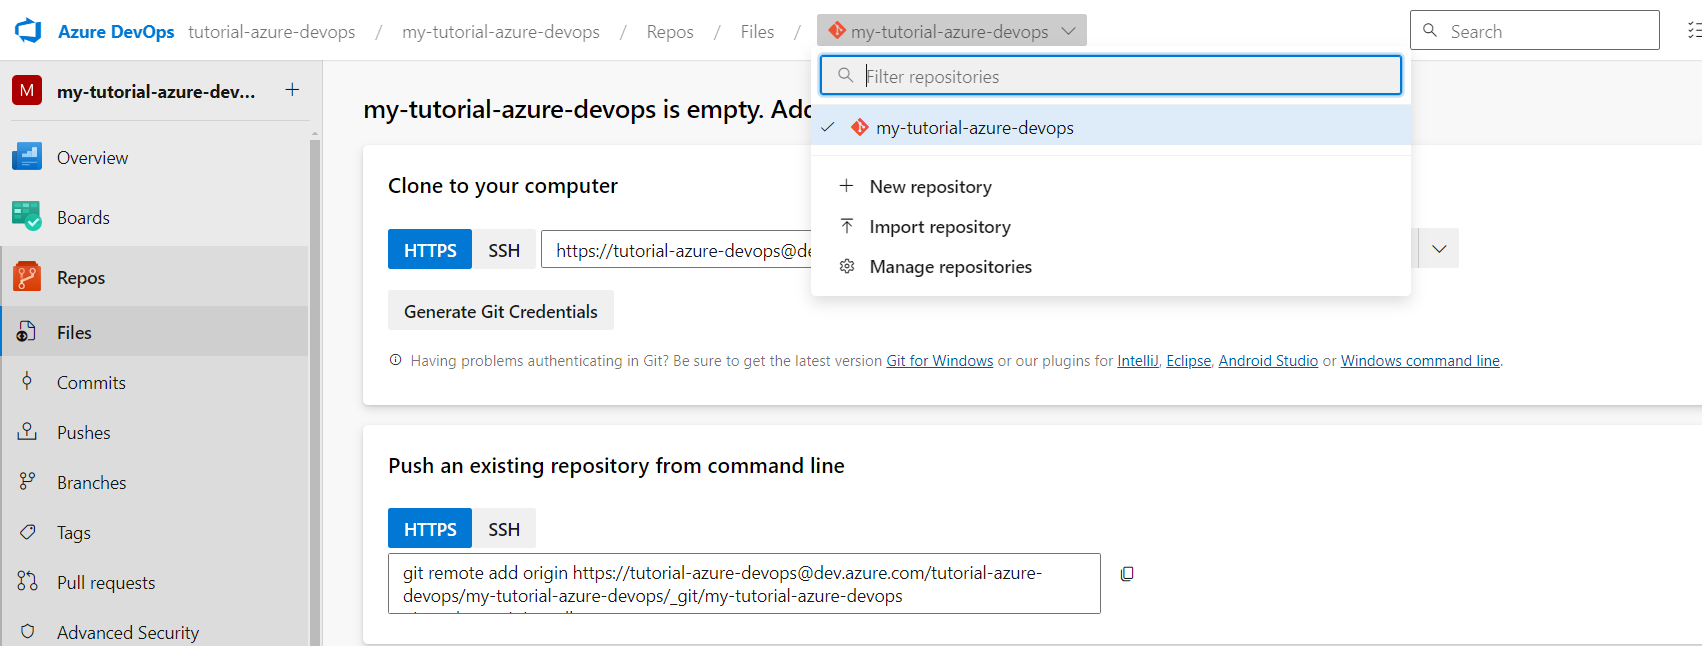 Azure DevOps tutorial-azure-devops / my-tutorial-azure-devops / Repos / Files / my-tutorial-azure-devops
Search
M my-tutorial-azure-dev... +
Overview
Boards
Repos
Files
Commits
Pushes
Branches
Tags
Pull requests
Advanced Security
Filter repositories
my-tutorial-azure-devops
New repository
Import repository
Manage repositories
my-tutorial-azure-devops is empty. Add
Clone to your computer
HTTPS SSH https://tutorial-azure-devops@de
Generate Git Credentials
Having problems authenticating in Git? Be sure to get the latest version Git for Windows or our plugins for IntelliJ, Eclipse, Android Studio or Windows command line.
Push an existing repository from command line
HTTPS SSH
git remote add origin https://tutorial-azure-devops@dev.azure.com/tutorial-azure-
devops/my-tutorial-azure-devops/_git/my-tutorial-azure-devops